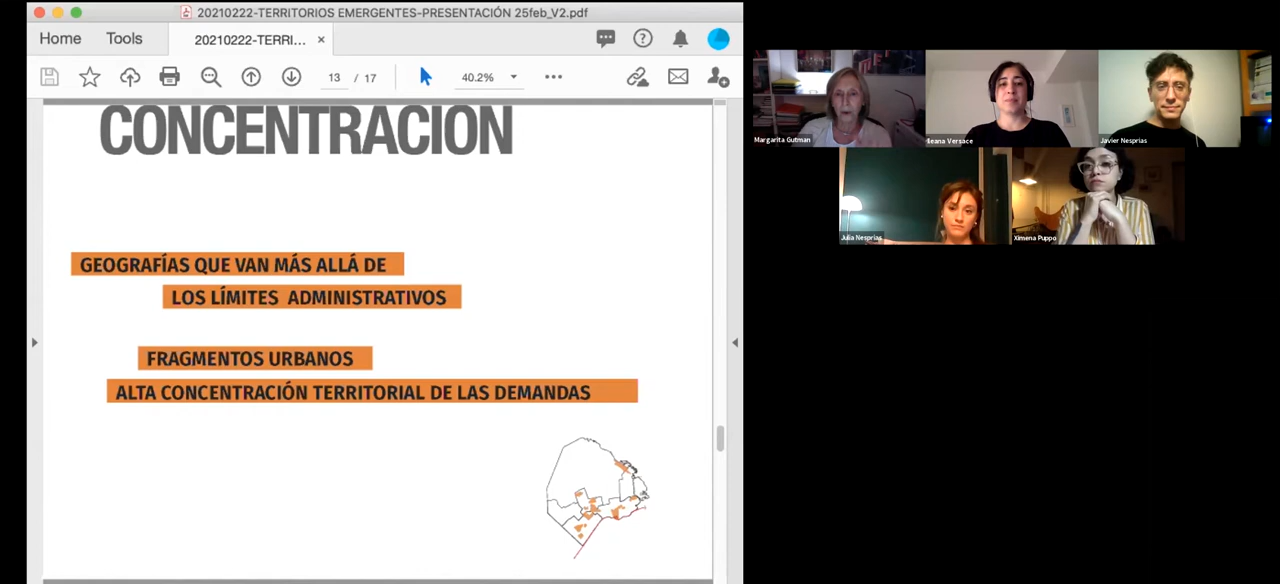 20210222-TERRITORIOS EMERGENTES-PRESENTACIÓN 25feb_V2.pdf
Home
Tools
20210222-TERRI...
13 / 17
40.2%
CONCENTRACION
GEOGRAFÍAS QUE VAN MÁS ALLÁ DE
LOS LÍMITES ADMINISTRATIVOS
FRAGMENTOS URBANOS
ALTA CONCENTRACIÓN TERRITORIAL DE LAS DEMANDAS
Margarita Gutman
Ileana Versace
Javier Nesprias
Julia Nesprias
Ximena Puppo